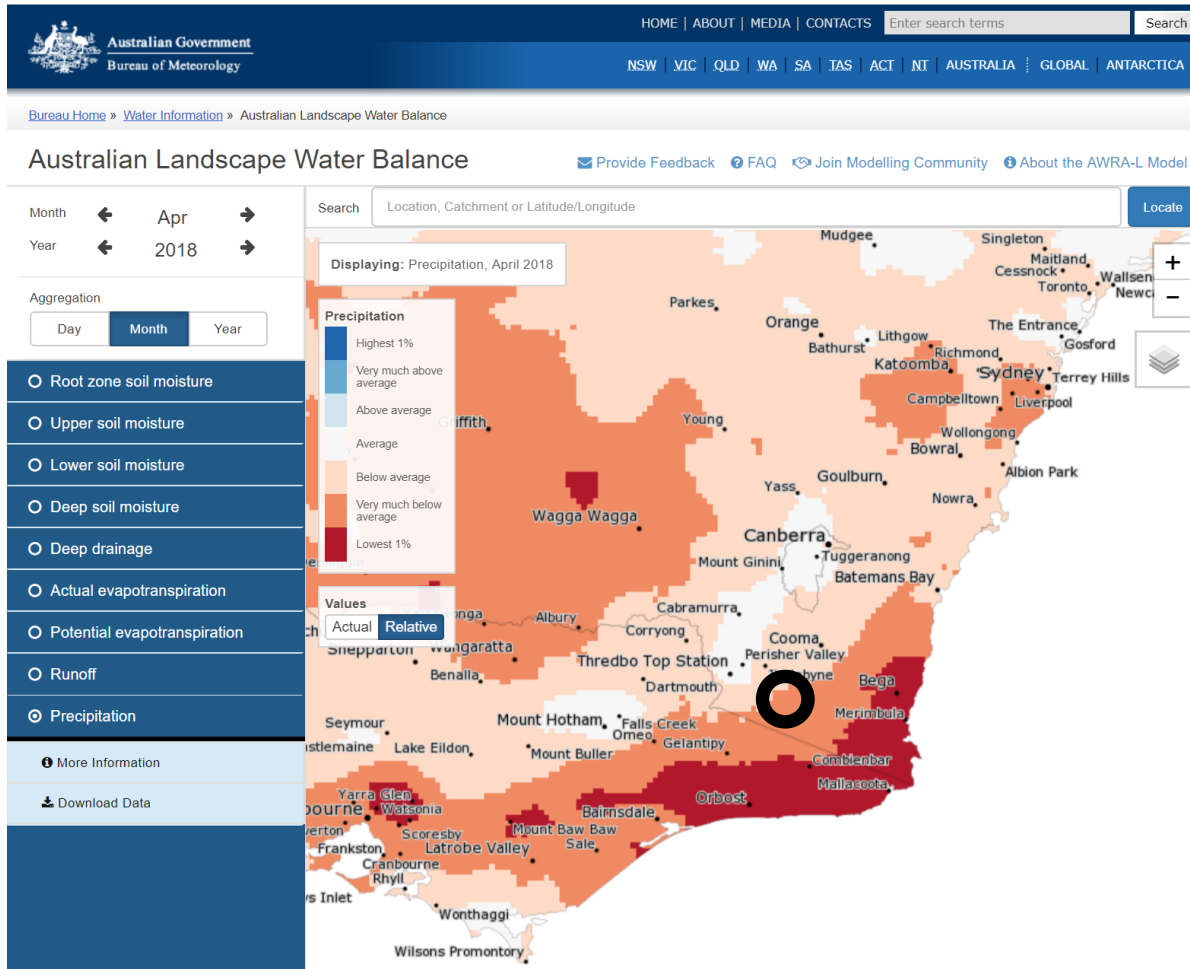 HOME | ABOUT | MEDIA | CONTACTS Enter search terms Search
Australian Government
Bureau of Meteorology
NSW | VIC | QLD | WA | SA | TAS | ACT | NT | AUSTRALIA | GLOBAL | ANTARCTICA
Bureau Home » Water Information » Australian Landscape Water Balance
Australian Landscape Water Balance
Provide Feedback FAQ Join Modelling Community About the AWRA-L Model
Month Apr
Year 2018
Aggregation
Day Month Year
Root zone soil moisture
Upper soil moisture
Lower soil moisture
Deep soil moisture
Deep drainage
Actual evapotranspiration
Potential evapotranspiration
Runoff
Precipitation
More Information
Download Data
Search Location, Catchment or Latitude/Longitude Locate
Displaying: Precipitation, April 2018
Precipitation
Highest 1%
Very much above
average
Above average
Average
Below average
Very much below
average
Lowest 1%
Values
Actual Relative
+
−
Mudgee
Singleton
Maitland
Cessnock
Toronto
Parkes
Orange
Bathurst
Lithgow
The Entrance
Gosford
Richmond
Katoomba
Sydney
Terrey Hills
Campbelltown
Liverpool
Young
Wollongong
Bowral
Albion Park
Goulburn
Yass
Nowra
Wagga Wagga
Canberra
Mount Ginini
Tuggeranong
Batemans Bay
Albury
Cabramurra
Corryong
Cooma
Shepparton
Wangaratta
Benalla
Thredbo Top Station
Perisher Valley
Dartmouth
Bega
Merimbula
Seymour
Mount Hotham
Falls Creek
Omeo
Gelantipy
Lake Eildon
Mount Buller
Combienbar
Mallacoota
Yarra Glen
Watsonia
Orbost
Bairnsdale
Scoresby
Mount Baw Baw
Sale
Frankston
Latrobe Valley
Cranbourne
Rhyll
Wonthaggi
Wilsons Promontory